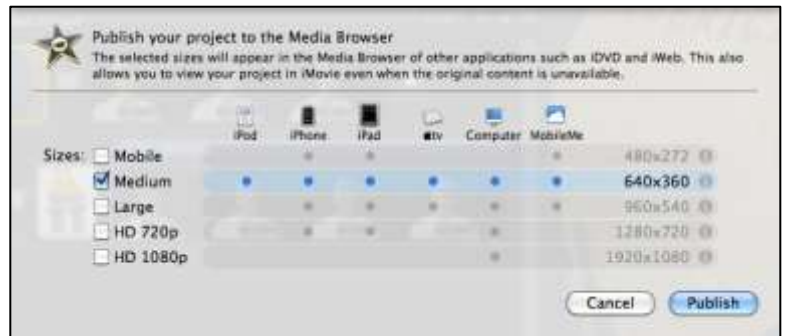 Publish your project to the Media Browser
The selected sizes will appear in the Media Browser of other applications such as iDVD and iWeb. This also
allows you to view your project in iMovie even when the original content is unavailable.
iPod iPhone iPad tv Computer MobileMe
Sizes: Mobile 480x272
Medium 640x360
Large 960x540
HD 720p 1280x720
HD 1080p 1920x1080
Cancel Publish